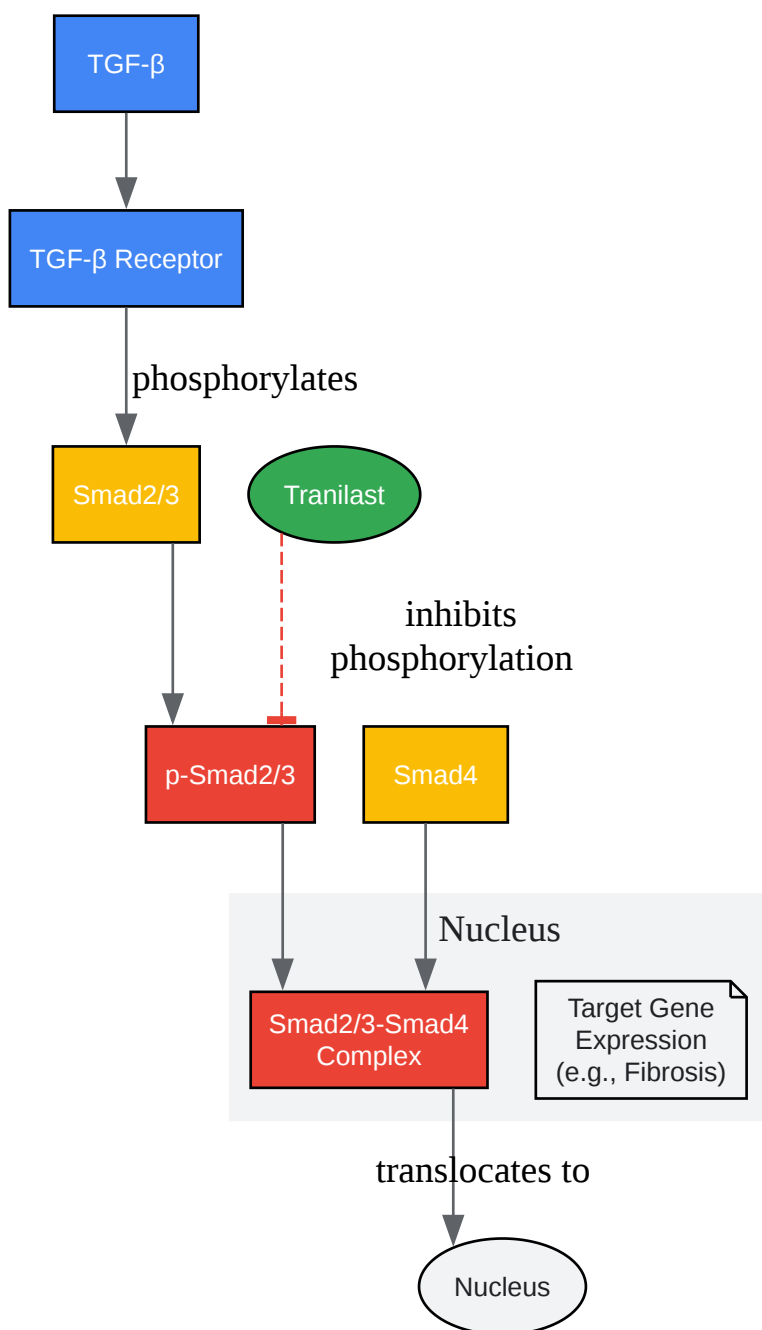 TGF-β
TGF-β Receptor
phosphorylates
Smad2/3
Tranilast
inhibits
phosphorylation
p-Smad2/3
Smad4
Nucleus
Smad2/3-Smad4
Complex
Target Gene
Expression
(e.g., Fibrosis)
translocates to
Nucleus